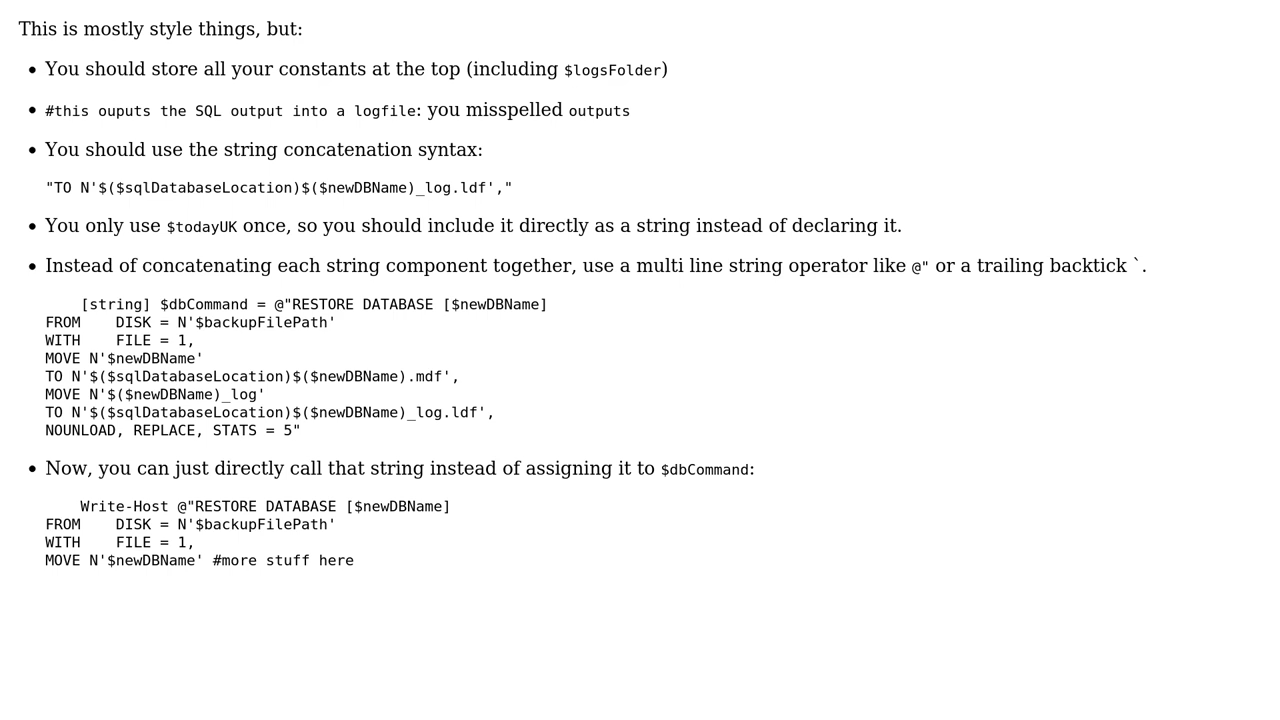 This is mostly style things, but:
• You should store all your constants at the top (including $logsFolder)
• #this ouputs the SQL output into a logfile: you misspelled outputs
• You should use the string concatenation syntax:
"TO N'$($sqlDatabaseLocation)$($newDBName)_log.ldf',"
• You only use $todayUK once, so you should include it directly as a string instead of declaring it.
• Instead of concatenating each string component together, use a multi line string operator like @" or a trailing backtick `.
    [string] $dbCommand = @"RESTORE DATABASE [$newDBName]
FROM    DISK = N'$backupFilePath'
WITH    FILE = 1,
MOVE N'$newDBName'
TO N'$($sqlDatabaseLocation)$($newDBName).mdf',
MOVE N'$($newDBName)_log'
TO N'$($sqlDatabaseLocation)$($newDBName)_log.ldf',
NOUNLOAD, REPLACE, STATS = 5"
• Now, you can just directly call that string instead of assigning it to $dbCommand:
    Write-Host @"RESTORE DATABASE [$newDBName]
FROM    DISK = N'$backupFilePath'
WITH    FILE = 1,
MOVE N'$newDBName' #more stuff here